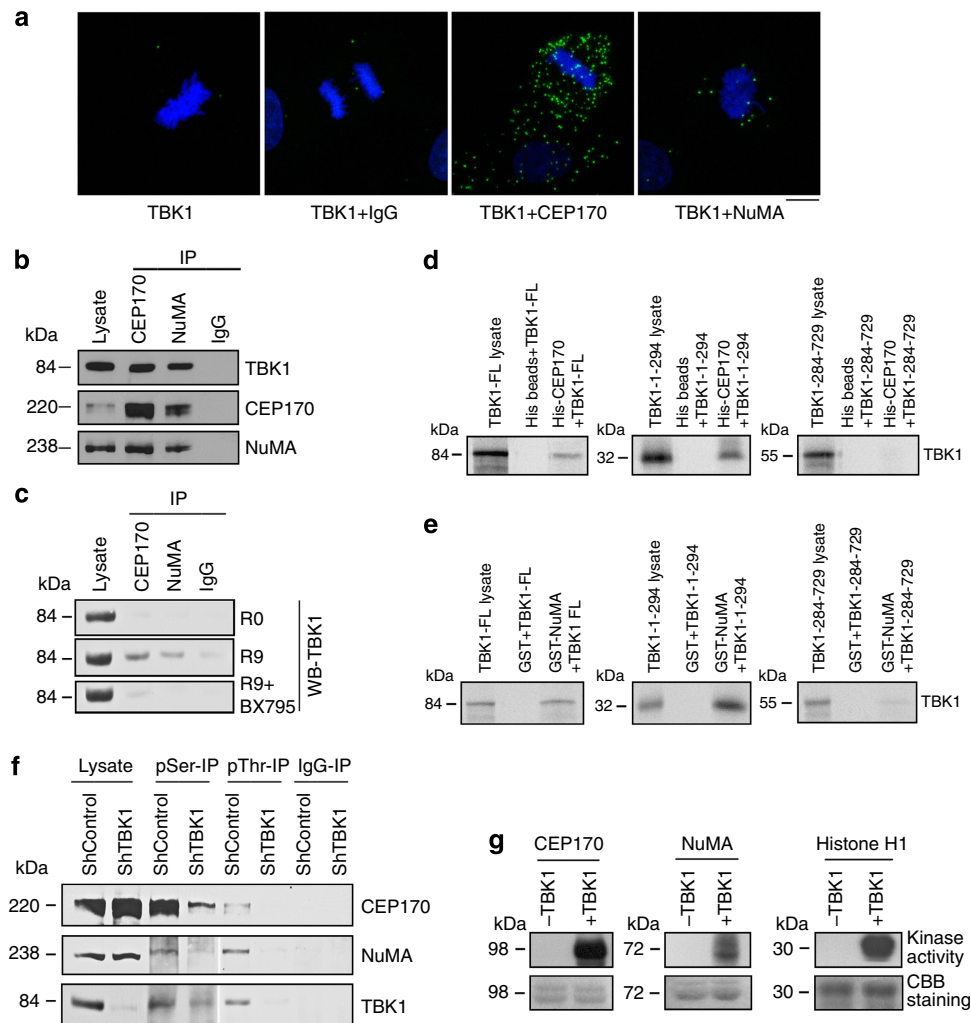 a
TBK1
TBK1+IgG
TBK1+CEP170
TBK1+NuMA
b
IP
kDa
Lysate
CEP170
NuMA
IgG
84–
TBK1
220–
CEP170
238–
NuMA
c
IP
kDa
Lysate
CEP170
NuMA
IgG
84 –
R0
84 –
R9
84 –
R9+
BX795
WB-TBK1
d
kDa
TBK1-FL lysate
His beads+TBK1-FL
His-CEP170
+TBK1-FL
84 –
kDa
TBK1-1-294 lysate
His beads
+TBK1-1-294
His-CEP170
+TBK1-1-294
32 –
kDa
TBK1-284-729 lysate
His beads
+TBK1-284-729
His-CEP170
+TBK1-284-729
55 –
TBK1
e
kDa
TBK1-FL lysate
GST+TBK1-FL
GST-NuMA
+TBK1 FL
84 –
kDa
TBK1-1-294 lysate
GST+TBK1-1-294
GST-NuMA
+TBK1-1-294
32 –
kDa
TBK1-284-729 lysate
GST+TBK1-284-729
GST-NuMA
+TBK1-284-729
55 –
TBK1
f
Lysate
pSer-IP
pThr-IP
IgG-IP
kDa
ShControl
ShTBK1
ShControl
ShTBK1
ShControl
ShTBK1
ShControl
ShTBK1
220 –
CEP170
238 –
NuMA
84 –
TBK1
g
CEP170
kDa
–TBK1
+TBK1
98 –
98 –
NuMA
kDa
–TBK1
+TBK1
72 –
72 –
Histone H1
kDa
–TBK1
+TBK1
30 –
Kinase
activity
30 –
CBB
staining